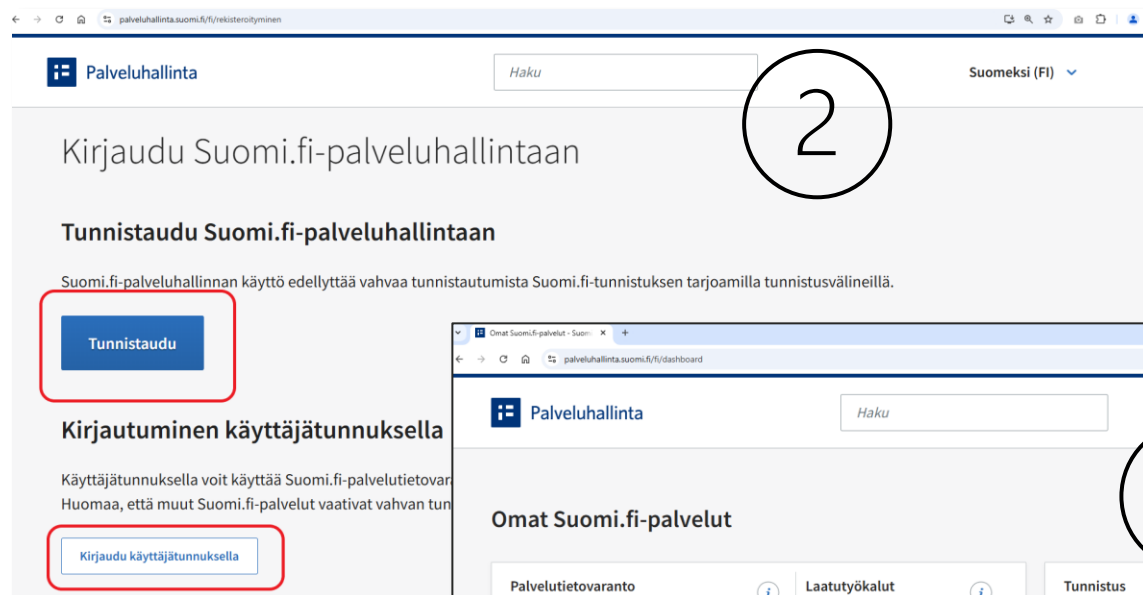 palveluhallinta.suomi.fi/fi/rekisteroityminen
Palveluhallinta
Haku
Suomeksi (FI)
2
Kirjaudu Suomi.fi-palveluhallintaan
Tunnistaudu Suomi.fi-palveluhallintaan
Suomi.fi-palveluhallinnan käyttö edellyttää vahvaa tunnistautumista Suomi.fi-tunnistuksen tarjoamilla tunnistusvälineillä.
Tunnistaudu
Kirjautuminen käyttäjätunnuksella
Käyttäjätunnuksella voit käyttää Suomi.fi-palvelutietovar
Huomaa, että muut Suomi.fi-palvelut vaativat vahvan tun
Kirjaudu käyttäjätunnuksella
Omat Suomi.fi-palvelut - Suom
palveluhallinta.suomi.fi/fi/dashboard
Palveluhallinta
Haku
Omat Suomi.fi-palvelut
Palvelutietovaranto
i
Laatutyökalut
i
Tunnistus